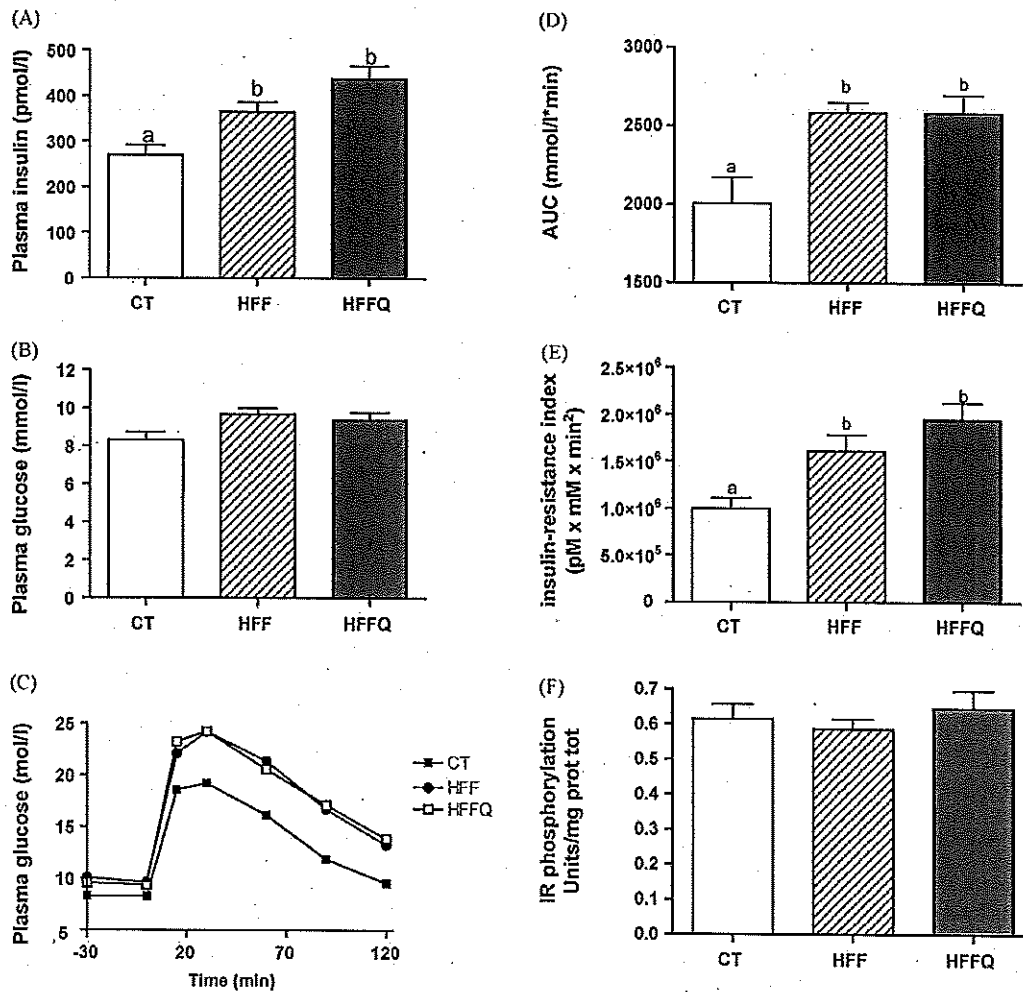 (A)
Plasma insulin (pmol/l)
500
400
300
200
100
0
a
b
b
CT
HFF
HFFQ
(B)
Plasma glucose (mmol/l)
12
10
8
6
4
2
0
CT
HFF
HFFQ
(C)
Plasma glucose (mol/l)
25
20
15
10
5
-30
20
70
120
Time (min)
CT
HFF
HFFQ
(D)
AUC (mmol/l*min)
3000
2500
2000
1500
a
b
b
CT
HFF
HFFQ
(E)
insulin-resistance index
(pM x mM x min²)
2.5×10⁶
2.0×10⁶
1.5×10⁶
1.0×10⁶
5.0×10⁵
0
a
b
b
CT
HFF
HFFQ
(F)
IR phosphorylation
Units/mg prot tot
0.7
0.6
0.5
0.4
0.3
0.2
0.1
0.0
CT
HFF
HFFQ